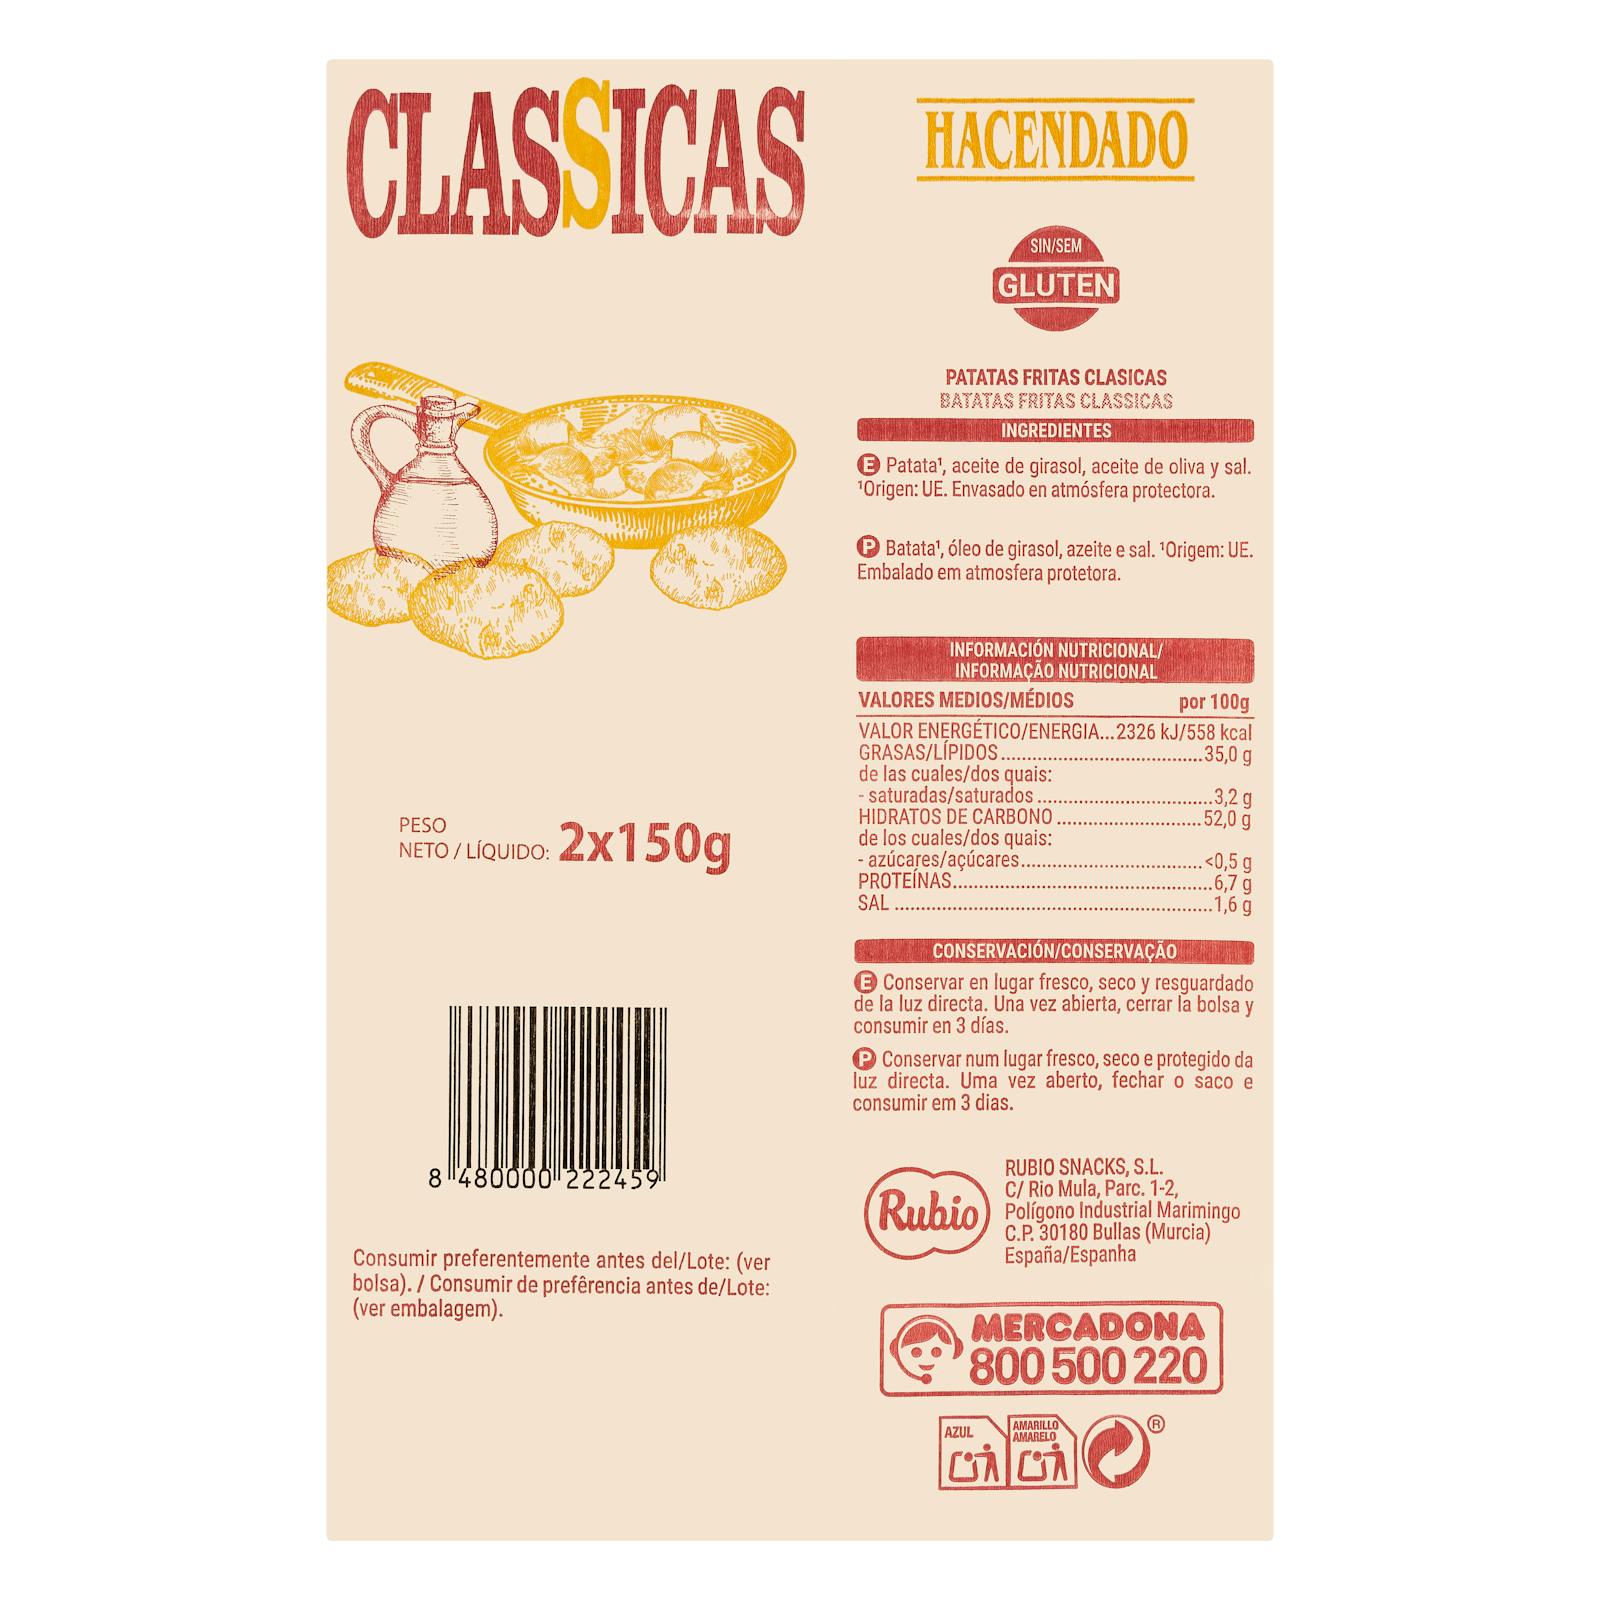 CLASSICAS
HACENDADO
SIN/SEM
GLUTEN
PATATAS FRITAS CLASICAS
BATATAS FRITAS CLASSICAS
INGREDIENTES
E Patata¹, aceite de girasol, aceite de oliva y sal.
¹Origen: UE. Envasado en atmósfera protectora.
P Batata¹, óleo de girasol, azeite e sal. ¹Origem: UE.
Embalado em atmosfera protetora.
INFORMACIÓN NUTRICIONAL/
INFORMAÇÃO NUTRICIONAL
VALORES MEDIOS/MÉDIOS por 100g
VALOR ENERGÉTICO/ENERGIA...2326 kJ/558 kcal
GRASAS/LÍPIDOS 35,0 g
de las cuales/dos quais:
- saturadas/saturados 3,2 g
HIDRATOS DE CARBONO 52,0 g
de los cuales/dos quais:
- azúcares/açúcares <0,5 g
PROTEÍNAS 6,7 g
SAL 1,6 g
CONSERVACIÓN/CONSERVAÇÃO
E Conservar en lugar fresco, seco y resguardado
de la luz directa. Una vez abierta, cerrar la bolsa y
consumir en 3 días.
P Conservar num lugar fresco, seco e protegido da
luz directa. Uma vez aberto, fechar o saco e
consumir em 3 dias.
PESO
NETO / LÍQUIDO: 2x150g
8 480000 222459
Consumir preferentemente antes del/Lote: (ver
bolsa). / Consumir de preferência antes de/Lote:
(ver embalagem).
Rubio
RUBIO SNACKS, S.L.
C/ Rio Mula, Parc. 1-2,
Polígono Industrial Marimingo
C.P. 30180 Bullas (Murcia)
España/Espanha
MERCADONA
800 500 220
AZUL
AMARILLO
AMARELO
®